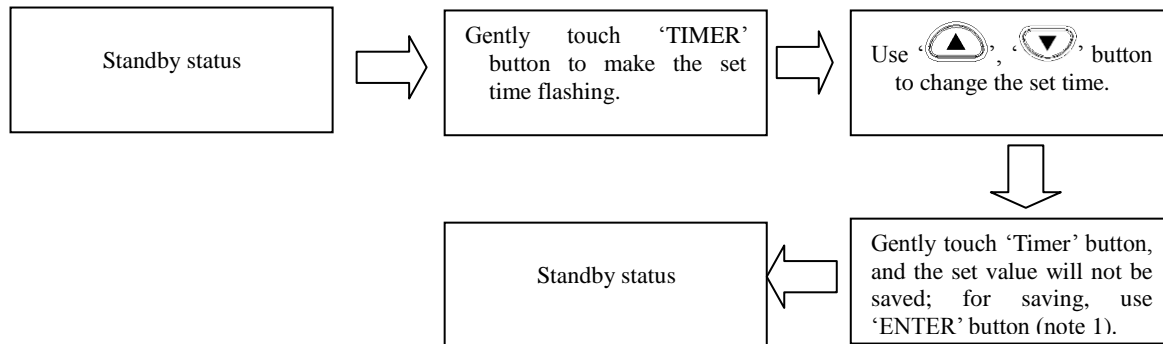 Standby status
Gently touch ‘TIMER’
button to make the set
time flashing.
Use ‘▲’, ‘▼’ button
to change the set time.
Gently touch ‘Timer’ button,
and the set value will not be
saved; for saving, use
‘ENTER’ button (note 1).
Standby status